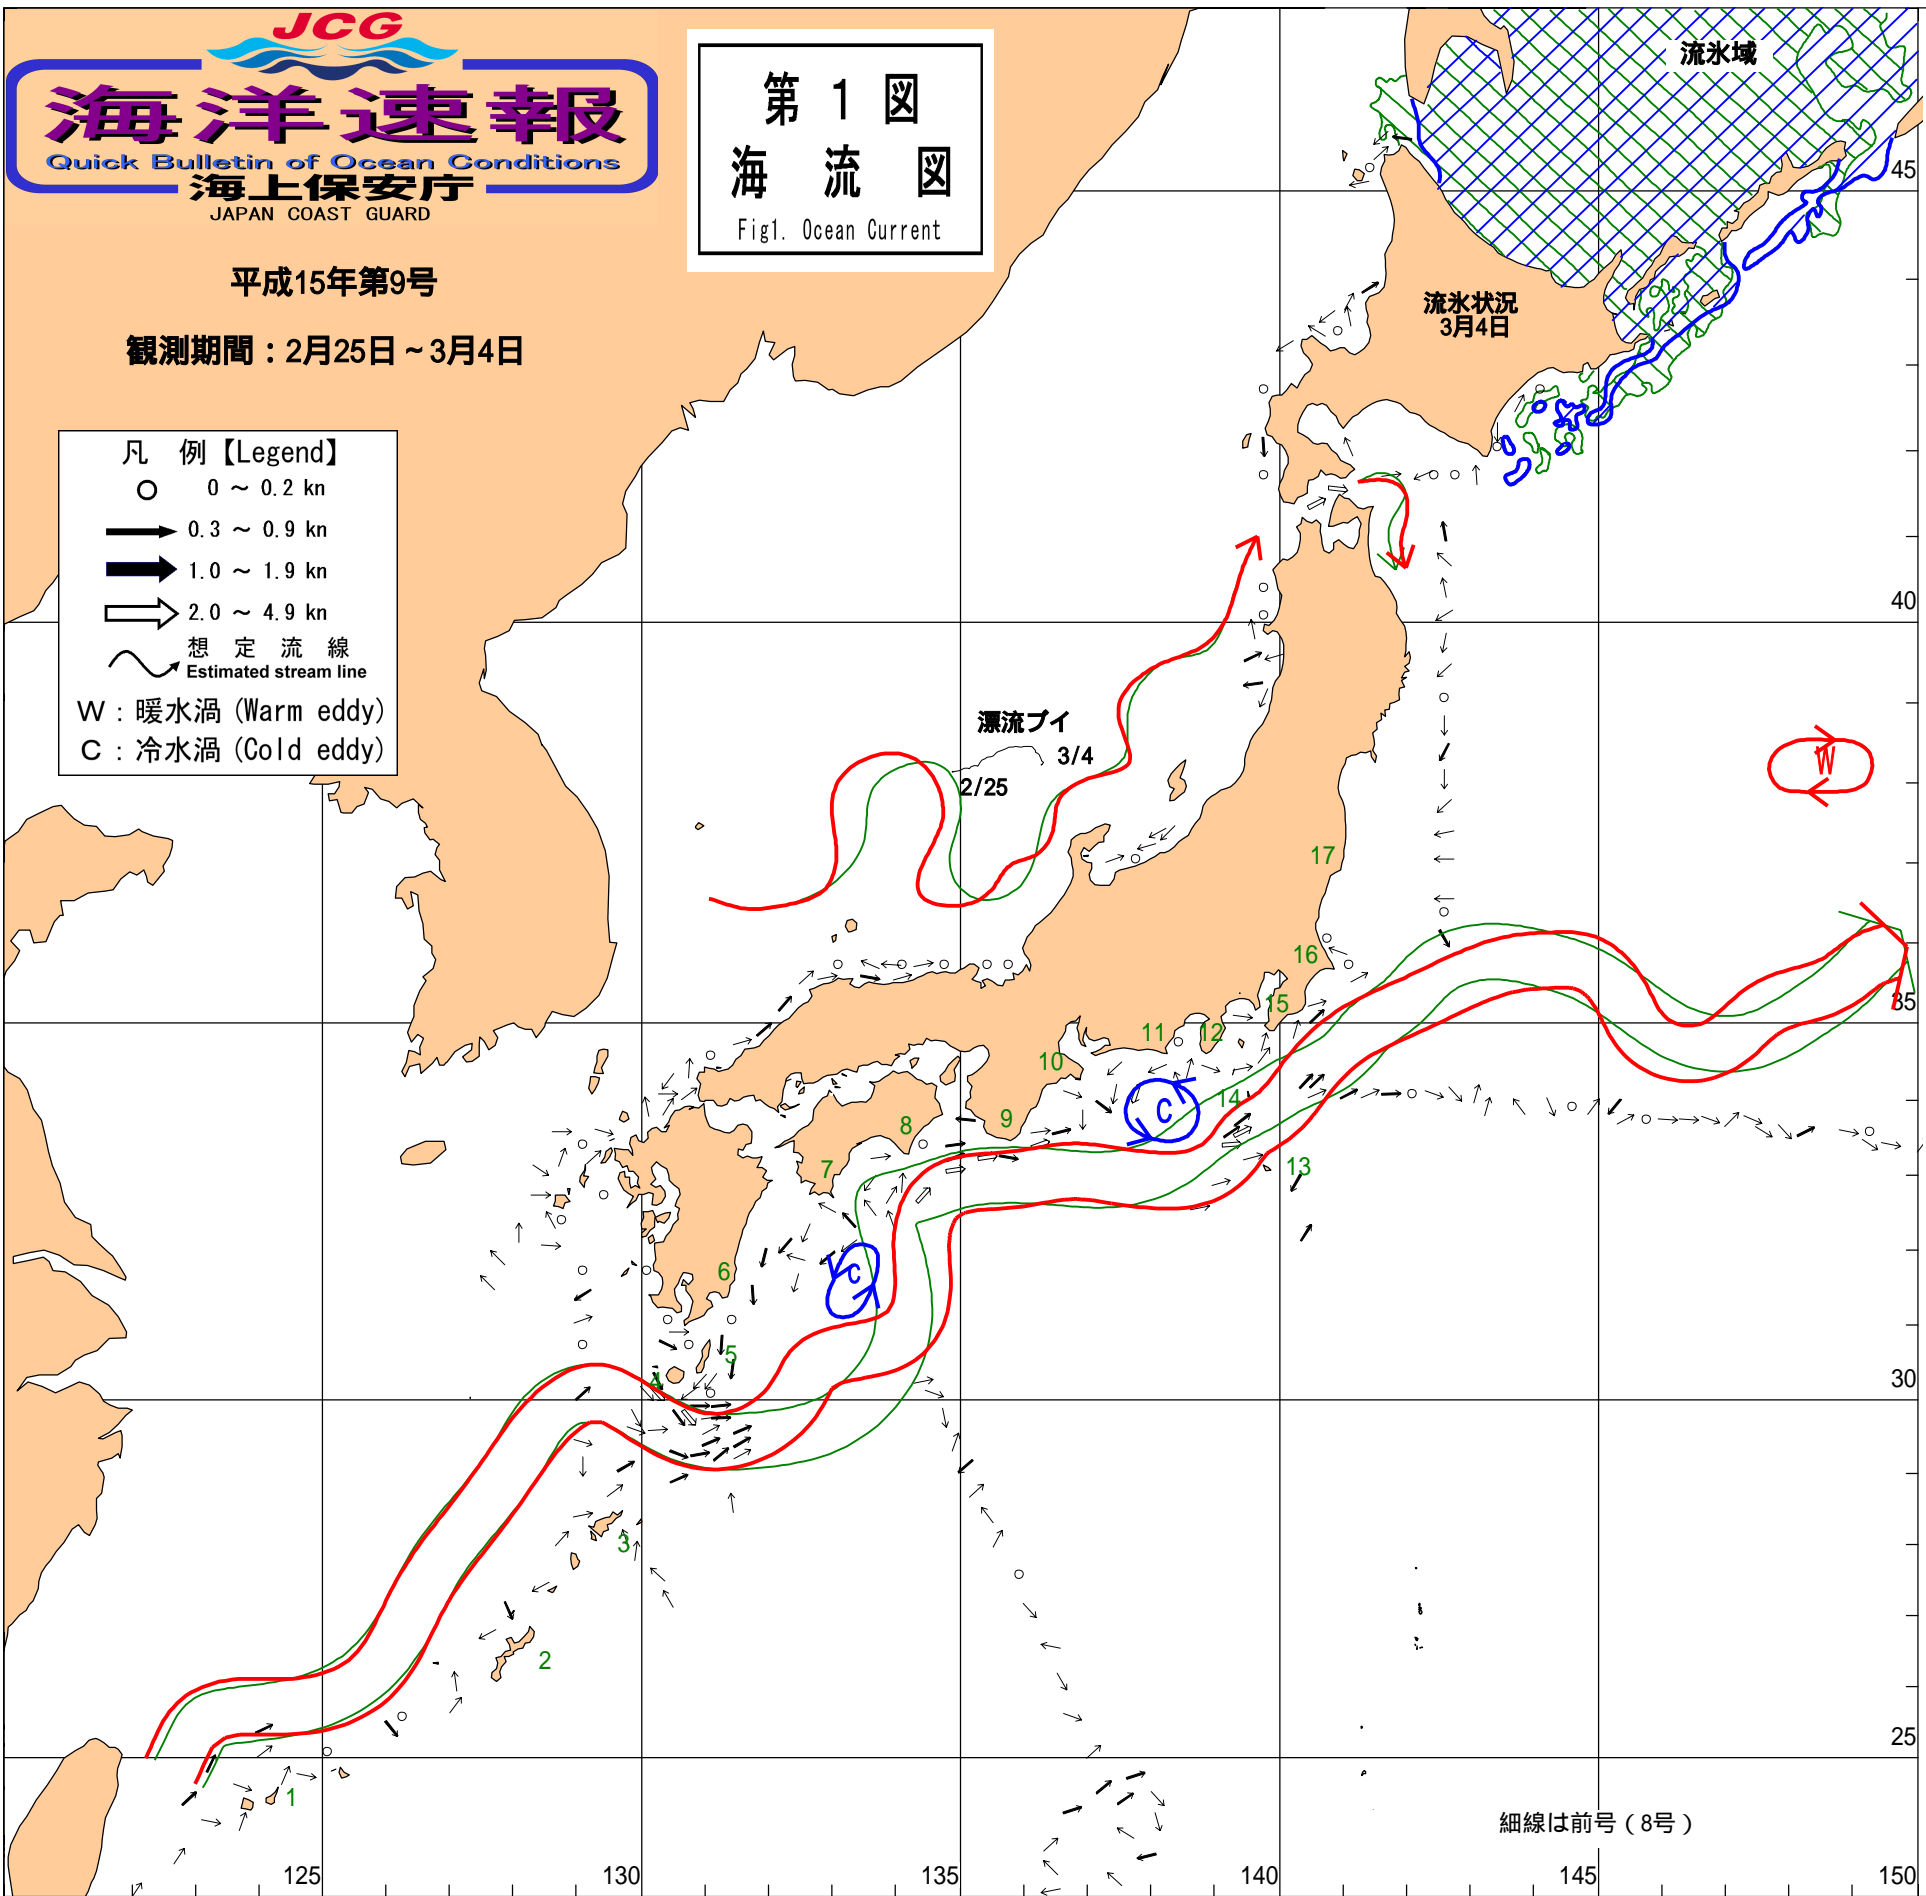 JCG
海洋速報
Quick Bulletin of Ocean Conditions
海上保安庁
JAPAN COAST GUARD
平成15年第9号
観測期間：2月25日～3月4日
第 1 図
海 流 図
Fig1. Ocean Current
凡 例【Legend】
0 ～ 0.2 kn
0.3 ～ 0.9 kn
1.0 ～ 1.9 kn
2.0 ～ 4.9 kn
想 定 流 線
Estimated stream line
W：暖水渦 (Warm eddy)
C：冷水渦 (Cold eddy)
流氷域
45
流氷状況
3月4日
40
漂流ブイ
3/4
2/25
W
17
16
15
35
11
12
10
14
C
9
8
7
13
6
C
5
4
30
3
2
25
1
細線は前号（8号）
125
130
135
140
145
150